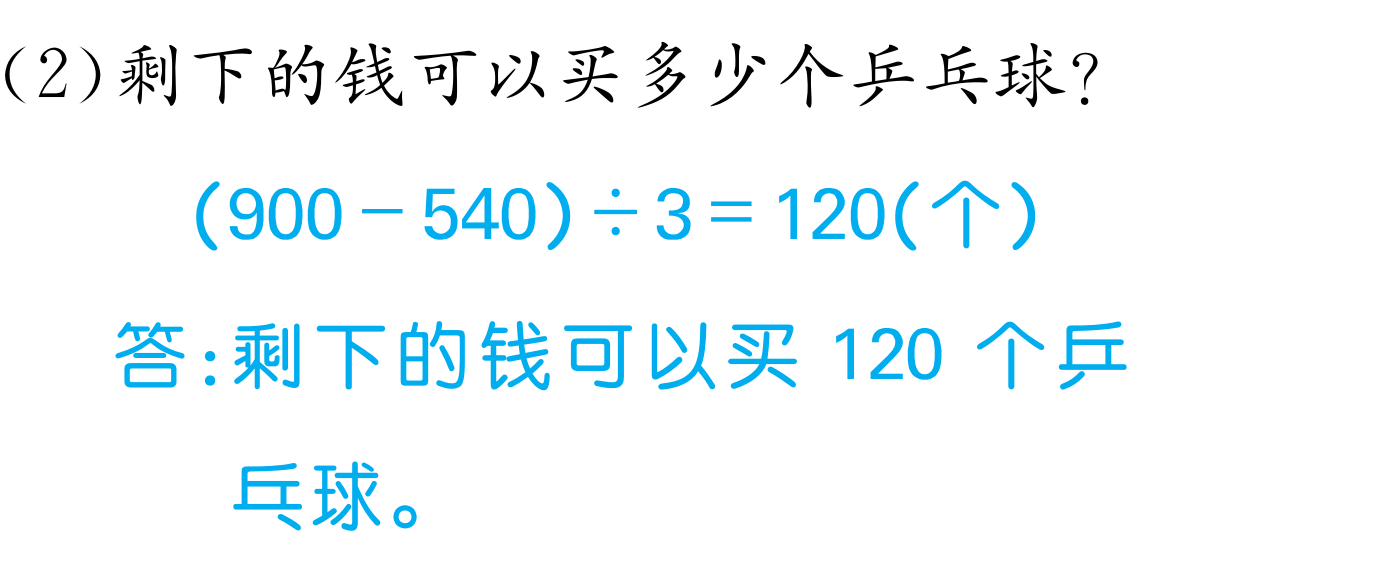 (2)剩下的钱可以买多少个乒乓球?
(900－540)÷3＝120(个)
答:剩下的钱可以买 120 个乒
乓球。